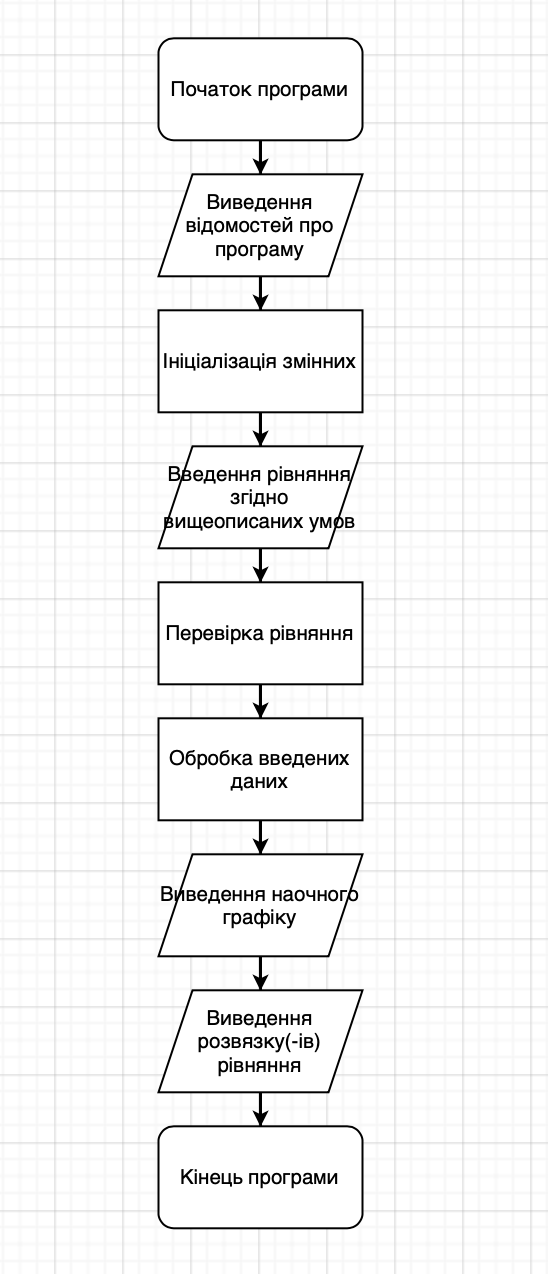 Початок програми
Виведення
відомостей про
програму
Ініціалізація змінних
Введення рівняння
згідно
вищеописаних умов
Перевірка рівняння
Обробка введених
даних
Виведення наочного
графіку
Виведення
розвязку(-ів)
рівняння
Кінець програми